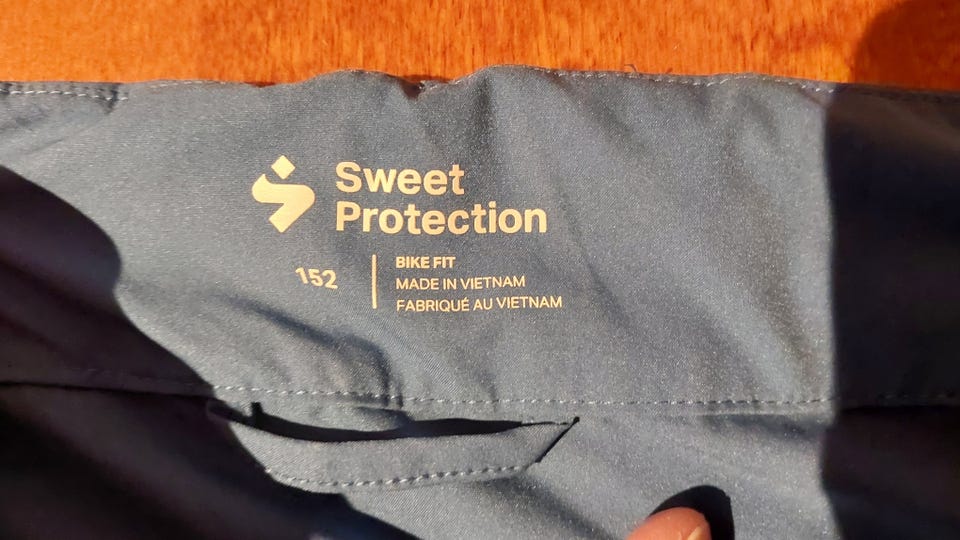 Sweet
Protection
152
BIKE FIT
MADE IN VIETNAM
FABRIQUÉ AU VIETNAM